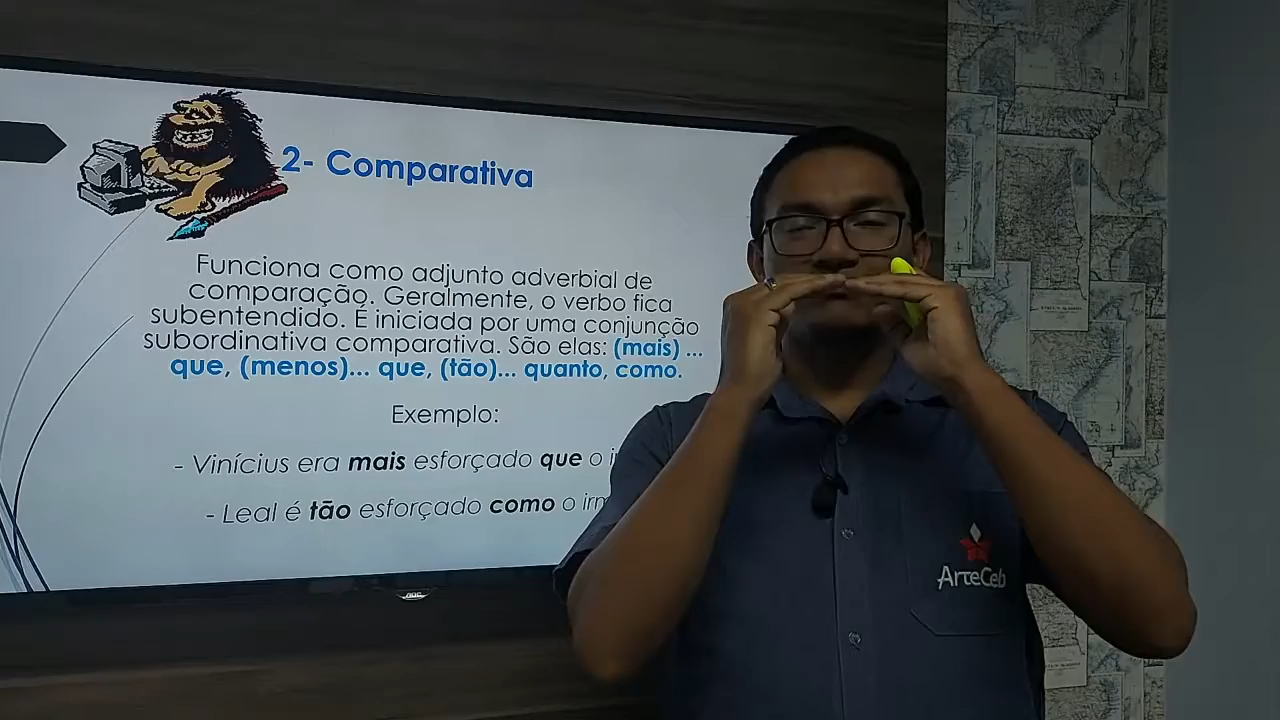 2- Comparativa
Funciona como adjunto adverbial de
comparação. Geralmente, o verbo fica
subentendido. É iniciada por uma conjunção
subordinativa comparativa. São elas: (mais) ...
que, (menos)... que, (tão)... quanto, como.
Exemplo:
- Vinícius era mais esforçado que o
- Leal é tão esforçado como o
ArteCeb
AOC